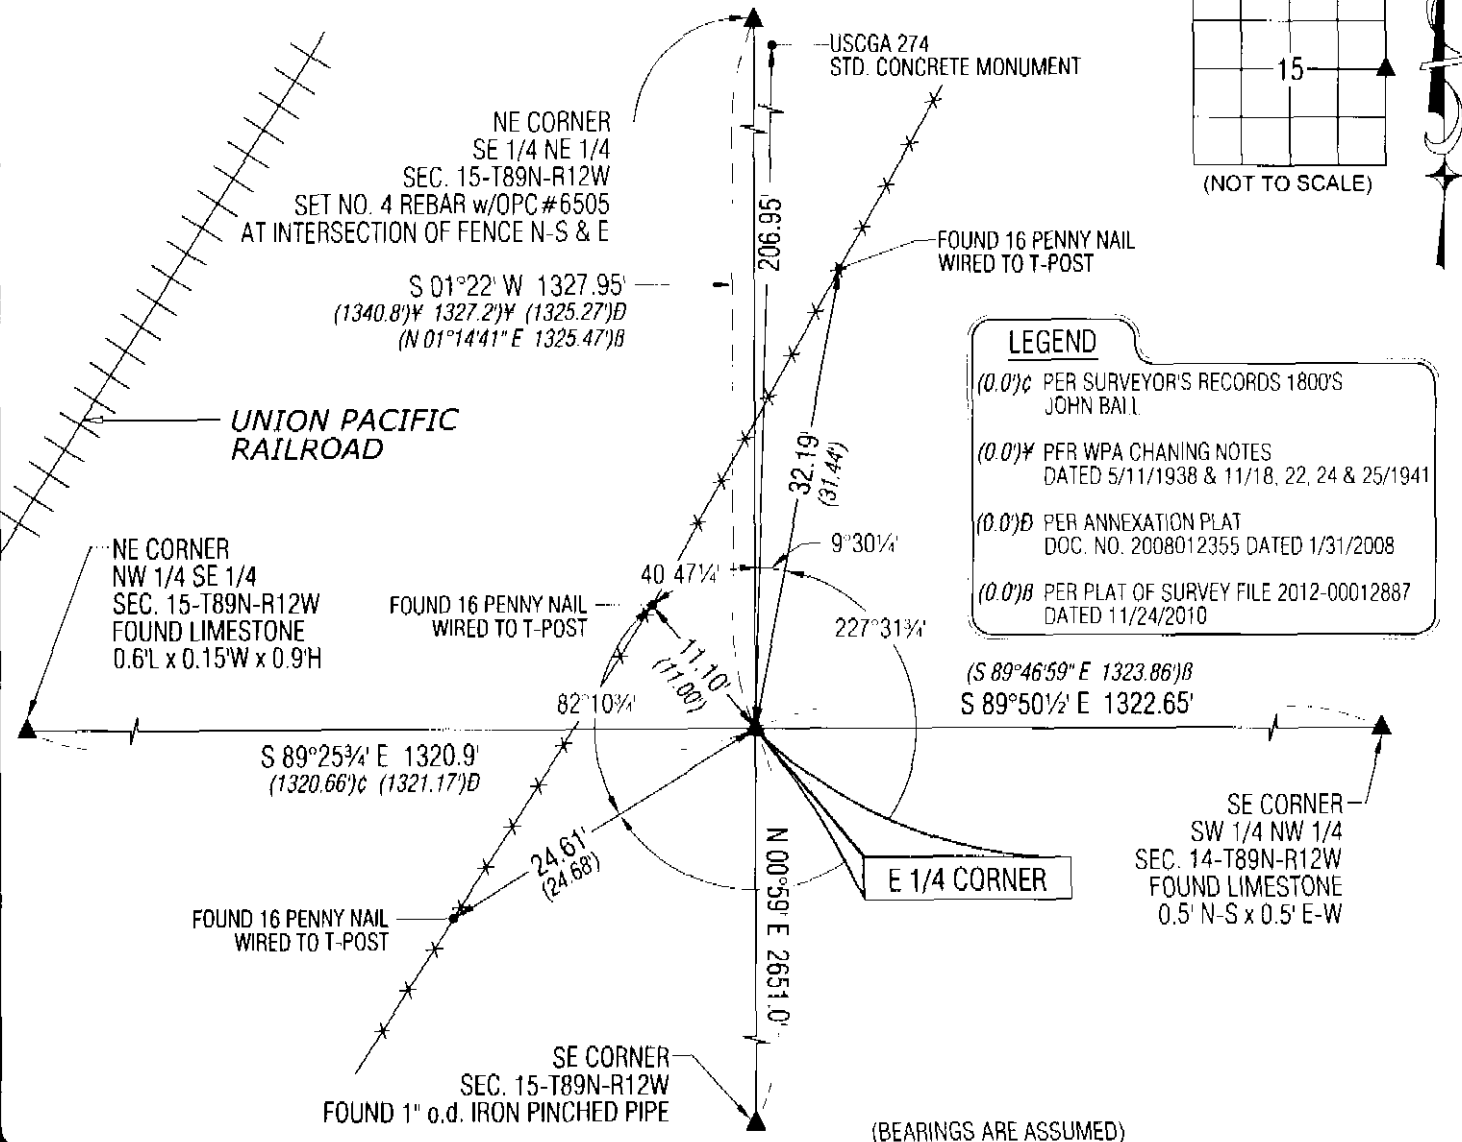 USCGA 274
STD. CONCRETE MONUMENT
15
(NOT TO SCALE)
NE CORNER
SE 1/4 NE 1/4
SEC. 15-T89N-R12W
SET NO. 4 REBAR w/OPC#6505
AT INTERSECTION OF FENCE N-S & E
206.95'
FOUND 16 PENNY NAIL
WIRED TO T-POST
S 01°22' W 1327.95'
(1340.8')¥ 1327.2')¥ (1325.27')Đ
(N 01°14'41" E 1325.47')β
LEGEND
(0.0')¢ PER SURVEYOR'S RECORDS 1800'S
JOHN BALL
(0.0')¥ PER WPA CHANING NOTES
DATED 5/11/1938 & 11/18, 22, 24 & 25/1941
(0.0')Đ PER ANNEXATION PLAT
DOC. NO. 2008012355 DATED 1/31/2008
(0.0')β PER PLAT OF SURVEY FILE 2012-00012887
DATED 11/24/2010
UNION PACIFIC
RAILROAD
32.19'
(31.44')
9°30¼'
40 47¼'
NE CORNER
NW 1/4 SE 1/4
SEC. 15-T89N-R12W
FOUND LIMESTONE
0.6'L x 0.15'W x 0.9'H
FOUND 16 PENNY NAIL
WIRED TO T-POST
227°31¾'
11.10'
(11.00')
82°10¾'
(S 89°46'59" E 1323.86')β
S 89°50½' E 1322.65'
S 89°25¾' E 1320.9'
(1320.66')¢ (1321.17')Đ
24.61'
(24.68')
N 00°59' E 2651.0'
E 1/4 CORNER
SE CORNER
SW 1/4 NW 1/4
SEC. 14-T89N-R12W
FOUND LIMESTONE
0.5' N-S x 0.5' E-W
FOUND 16 PENNY NAIL
WIRED TO T-POST
SE CORNER
SEC. 15-T89N-R12W
FOUND 1" o.d. IRON PINCHED PIPE
(BEARINGS ARE ASSUMED)